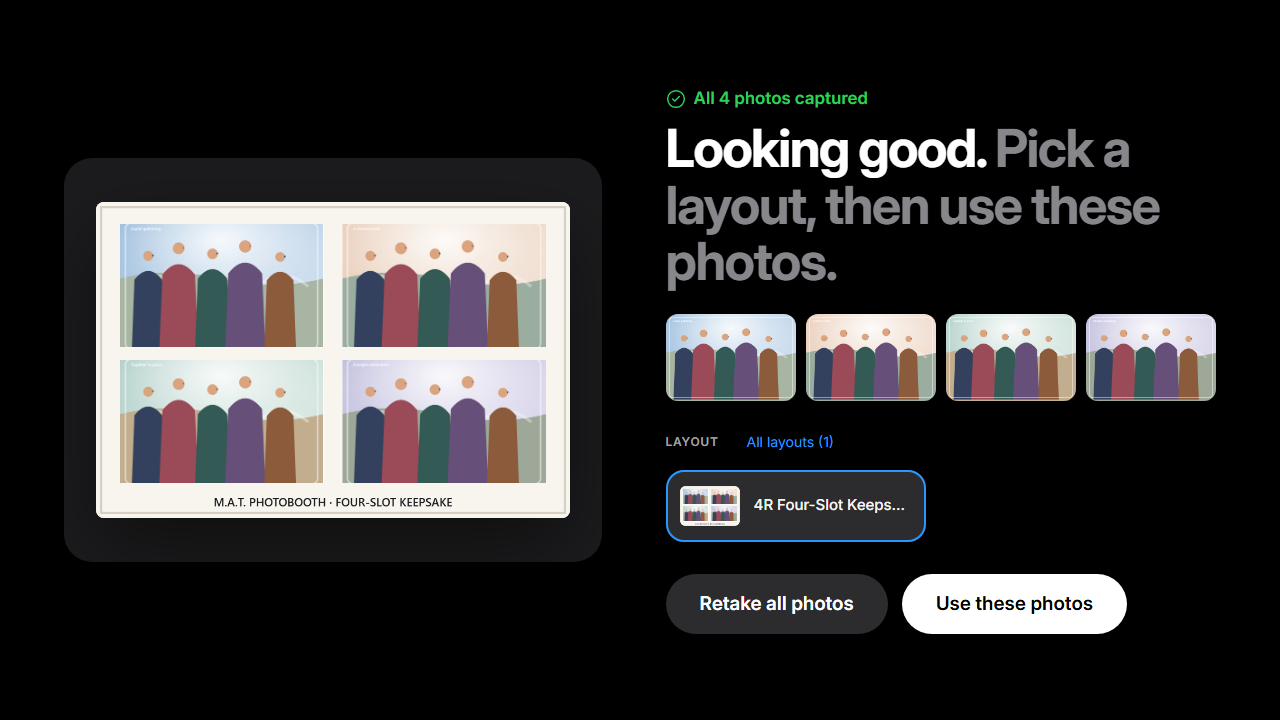 All 4 photos captured
Looking good. Pick a
layout, then use these
photos.
LAYOUT
All layouts (1)
4R Four-Slot Keeps...
Retake all photos
Use these photos
M.A.T. PHOTOBOOTH · FOUR-SLOT KEEPSAKE